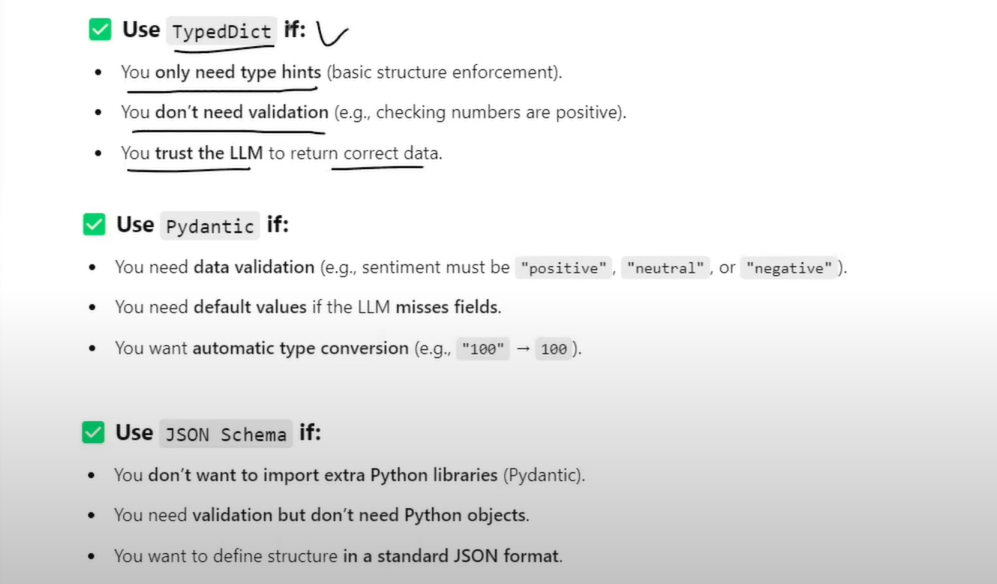 Use TypedDict if:
• You only need type hints (basic structure enforcement).
• You don't need validation (e.g., checking numbers are positive).
• You trust the LLM to return correct data.
Use Pydantic if:
• You need data validation (e.g., sentiment must be "positive", "neutral", or "negative").
• You need default values if the LLM misses fields.
• You want automatic type conversion (e.g., "100" → 100).
Use JSON Schema if:
• You don't want to import extra Python libraries (Pydantic).
• You need validation but don't need Python objects.
• You want to define structure in a standard JSON format.